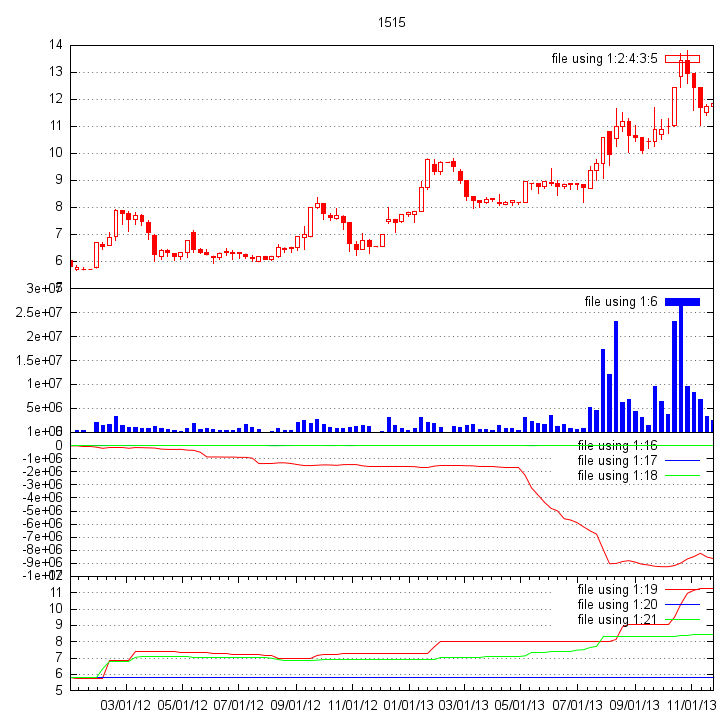 1515
14
file using 1:2:4:3:5
13
12
11
10
9
8
7
6
3e+07
file using 1:6
2.5e+07
2e+07
1.5e+07
1e+07
5e+06
0
file using 1:16
-1e+06
file using 1:17
-2e+06
file using 1:18
-3e+06
-4e+06
-5e+06
-6e+06
-7e+06
-8e+06
-9e+06
-1e+07
11
file using 1:19
10
file using 1:20
9
file using 1:21
8
7
6
5
03/01/12 05/01/12 07/01/12 09/01/12 11/01/12 01/01/13 03/01/13 05/01/13 07/01/13 09/01/13 11/01/13